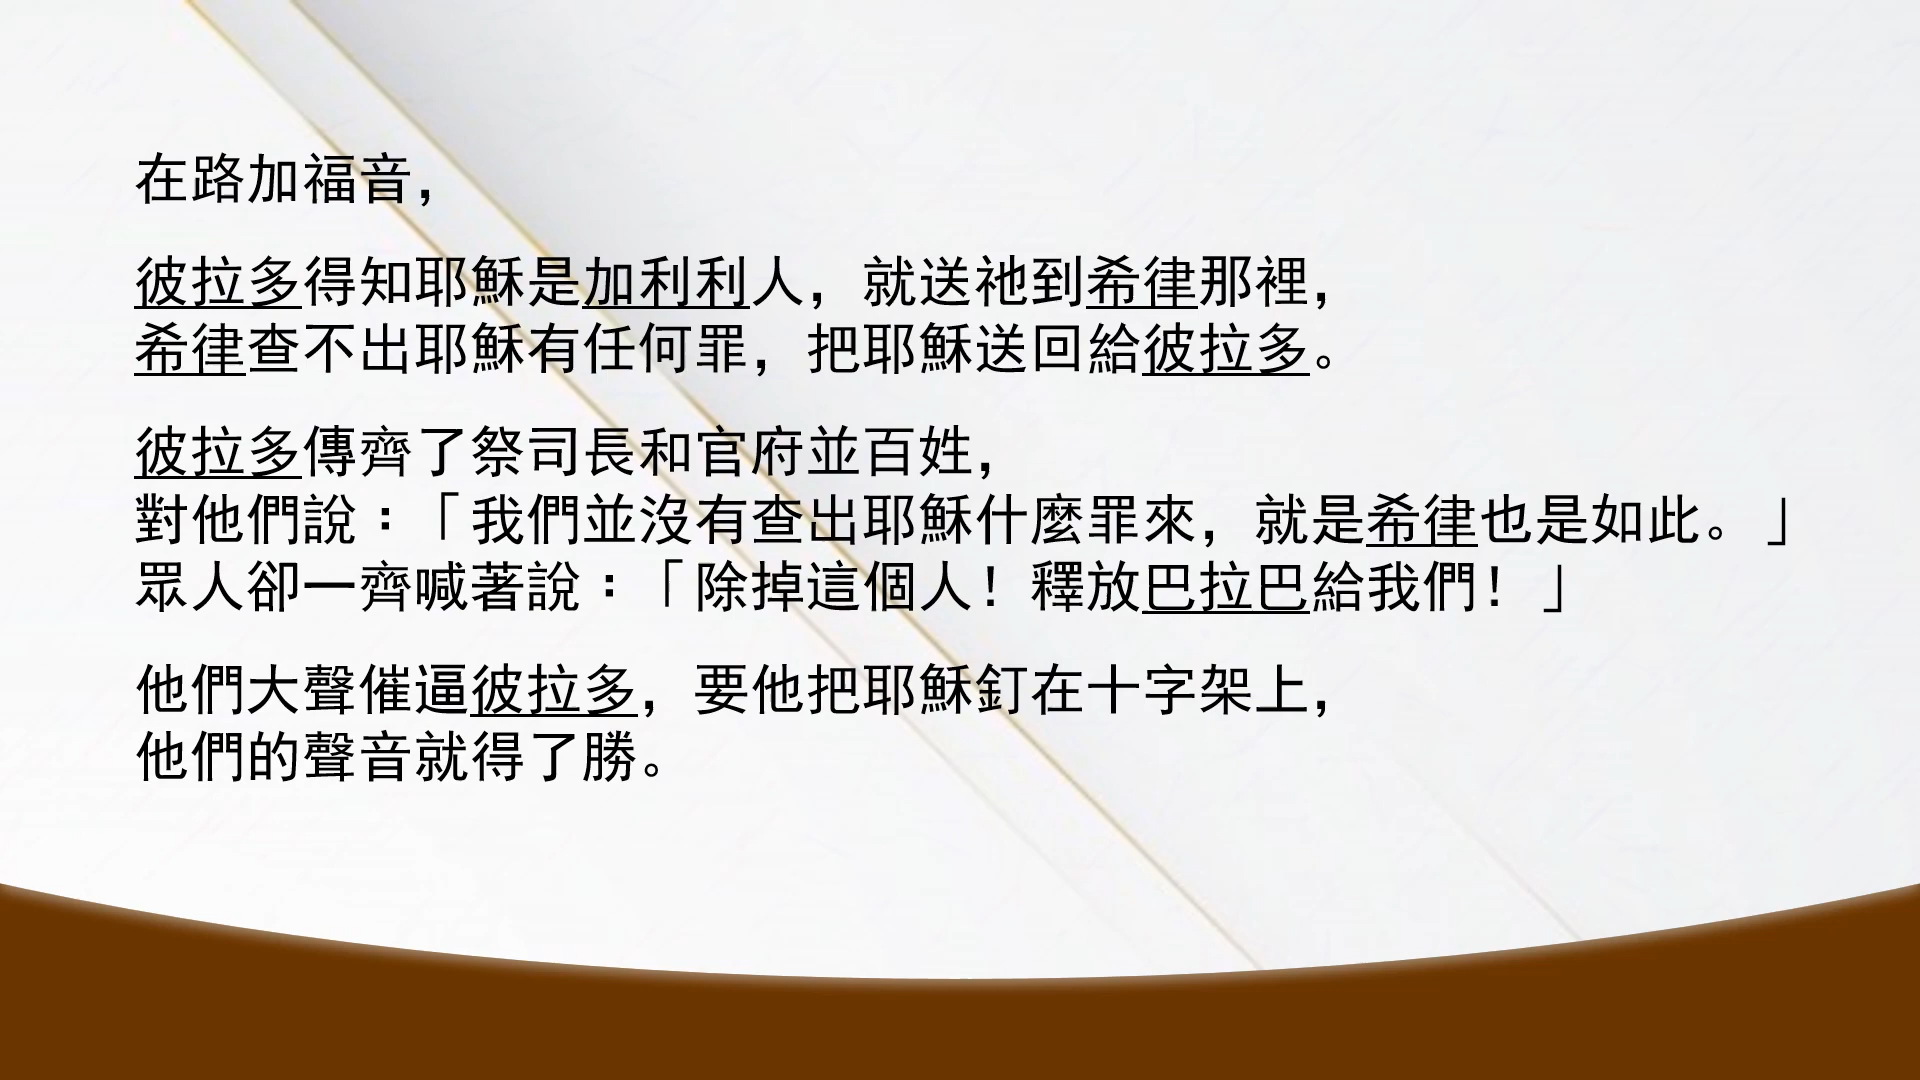 在路加福音，
彼拉多得知耶穌是加利利人，就送祂到希律那裡，
希律查不出耶穌有任何罪，把耶穌送回給彼拉多。
彼拉多傳齊了祭司長和官府並百姓，
對他們說：「我們並沒有查出耶穌什麼罪來，就是希律也是如此。」
眾人卻一齊喊著說：「除掉這個人！釋放巴拉巴給我們！」
他們大聲催逼彼拉多，要他把耶穌釘在十字架上，
他們的聲音就得了勝。